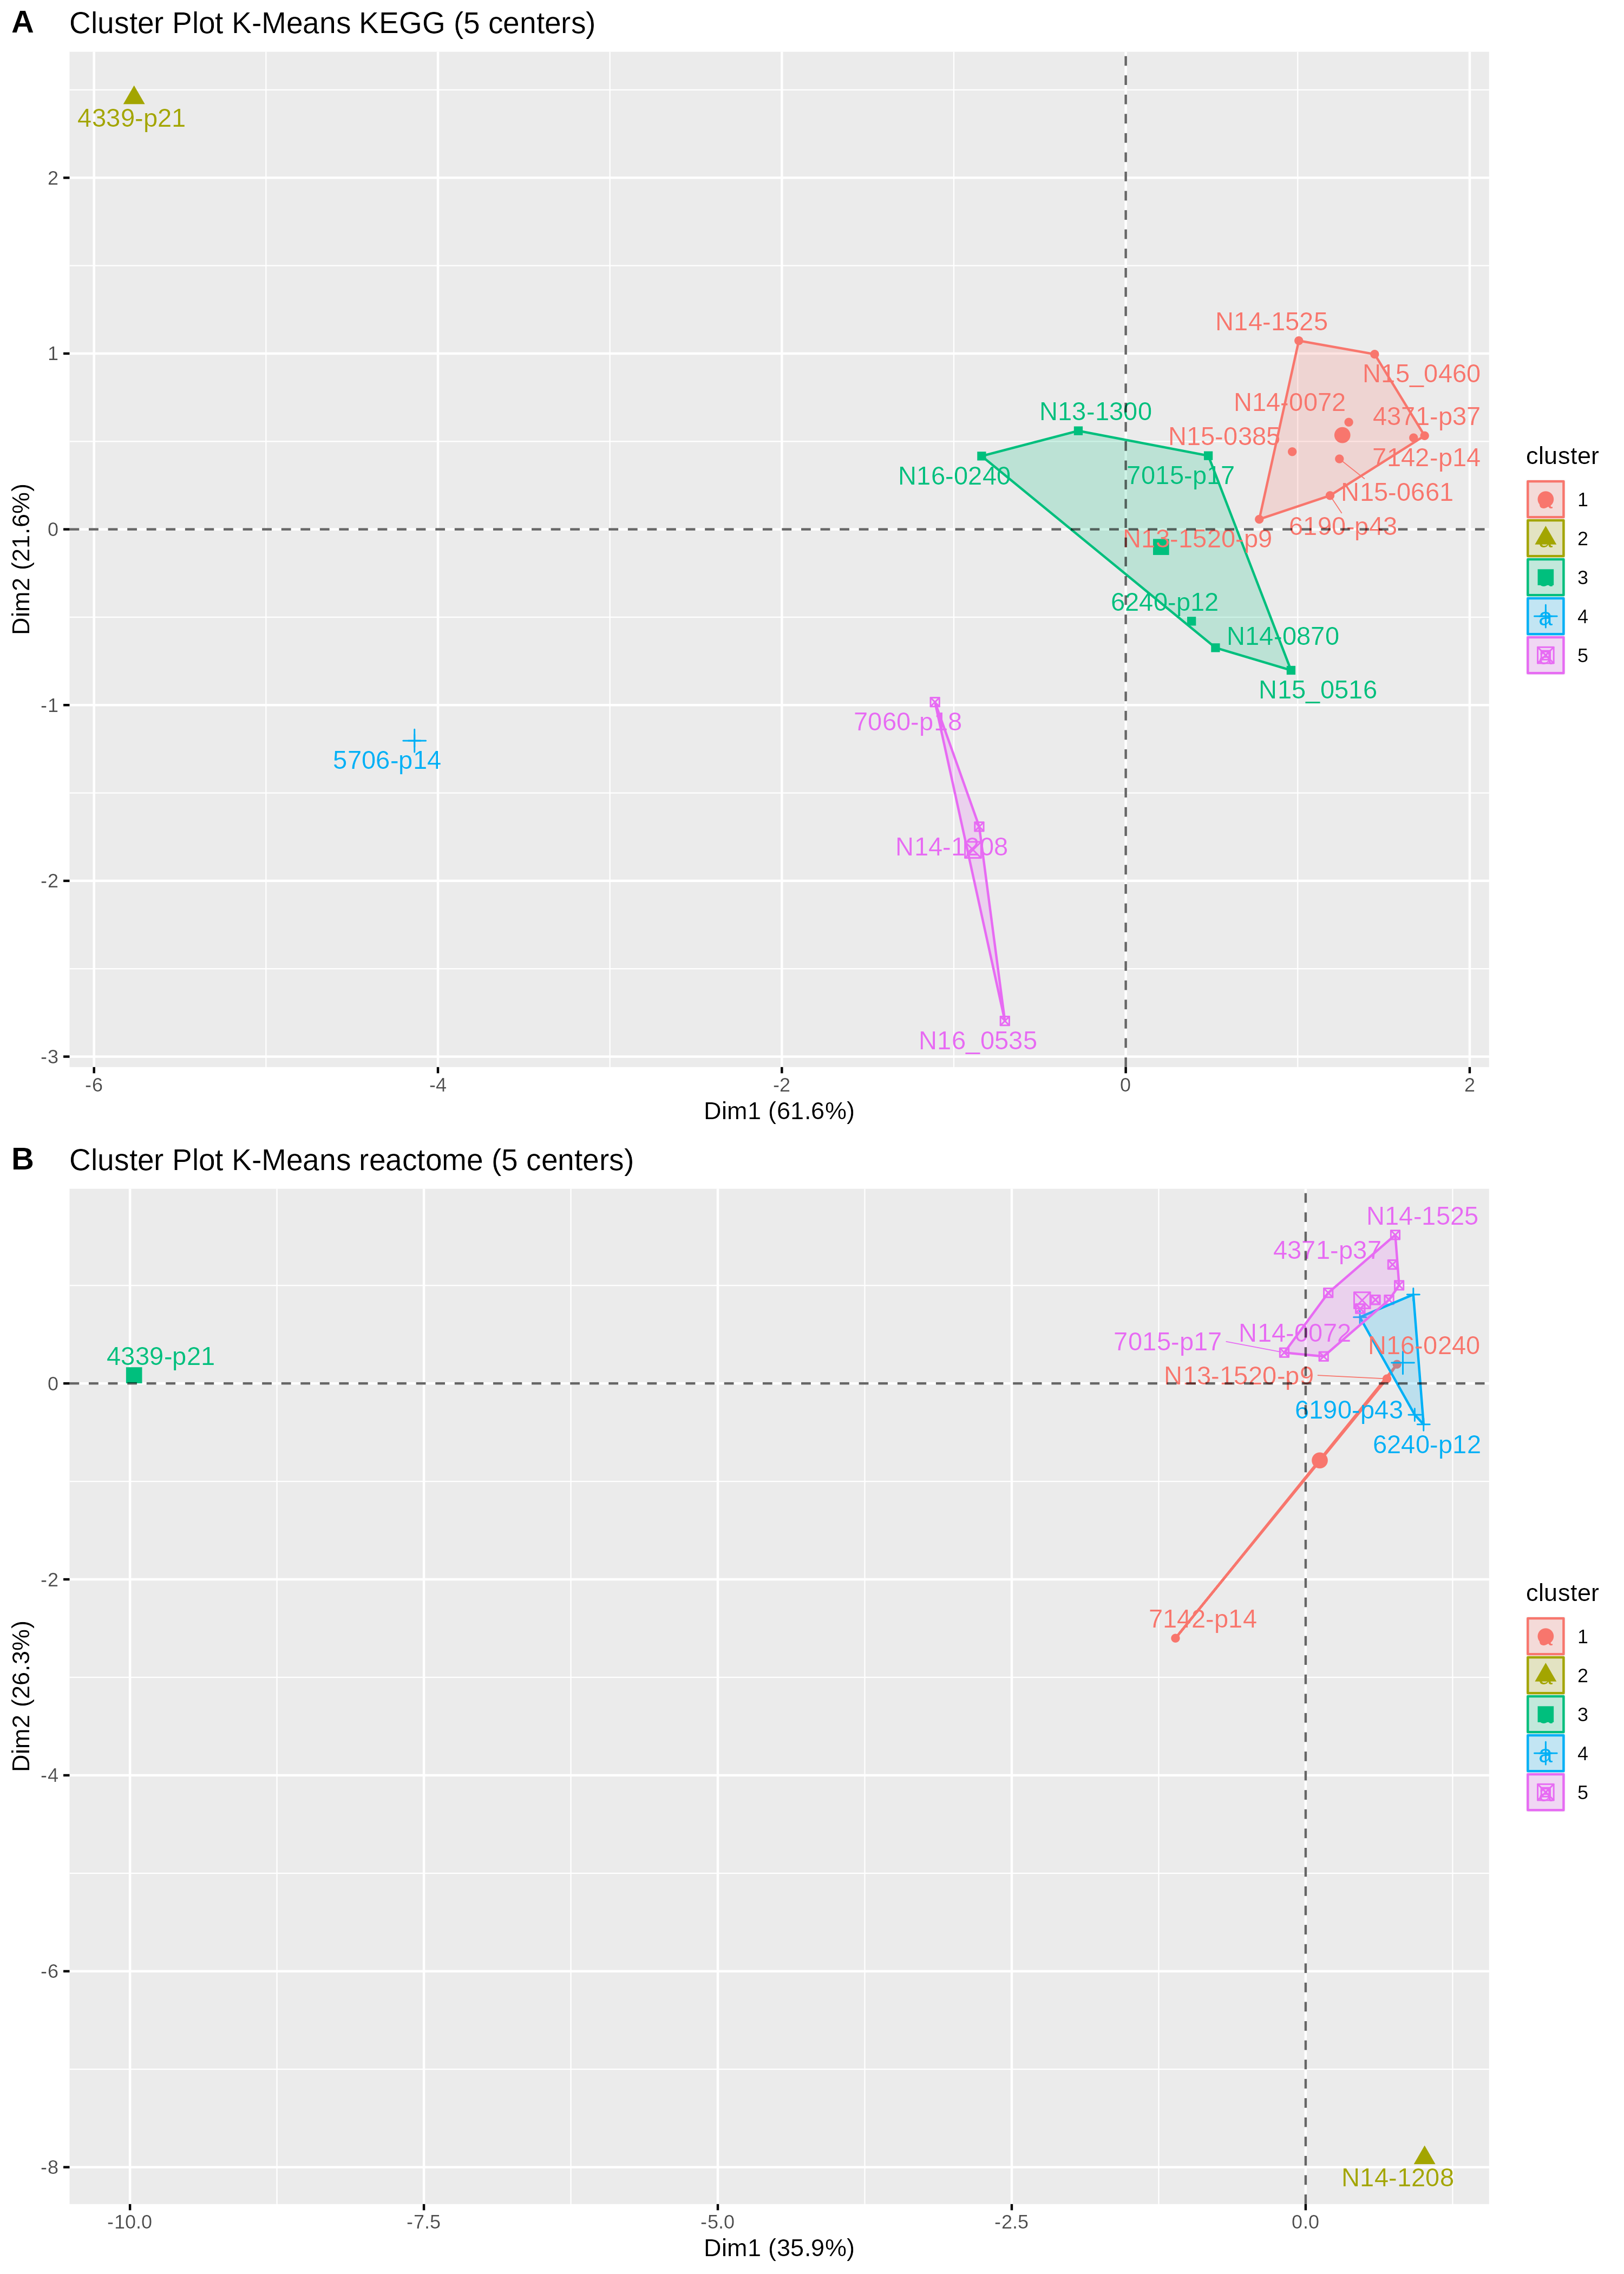 A Cluster Plot K-Means KEGG (5 centers)
4339-p21
2
N14-1525
1
N15_0460
N14-0072
N13-1300
4371-p37
N15-0385
cluster
7142-p14
N16-0240
7015-p17
N15-0661
1
0
6190-p43
N13-1520-p9
2
3
Dim2 (21.6%)
6240-p12
4
N14-0870
5
N15_0516
-1
7060-p18
5706-p14
N14-1208
-2
N16_0535
-3
-6 -4 -2 0 2
Dim1 (61.6%)
B Cluster Plot K-Means reactome (5 centers)
N14-1525
4371-p37
N14-0072
7015-p17
N16-0240
4339-p21
N13-1520-p9
0
6190-p43
6240-p12
-2
cluster
7142-p14
1
2
Dim2 (26.3%)
3
4
-4
5
-6
-8
N14-1208
-10.0 -7.5 -5.0 -2.5 0.0
Dim1 (35.9%)